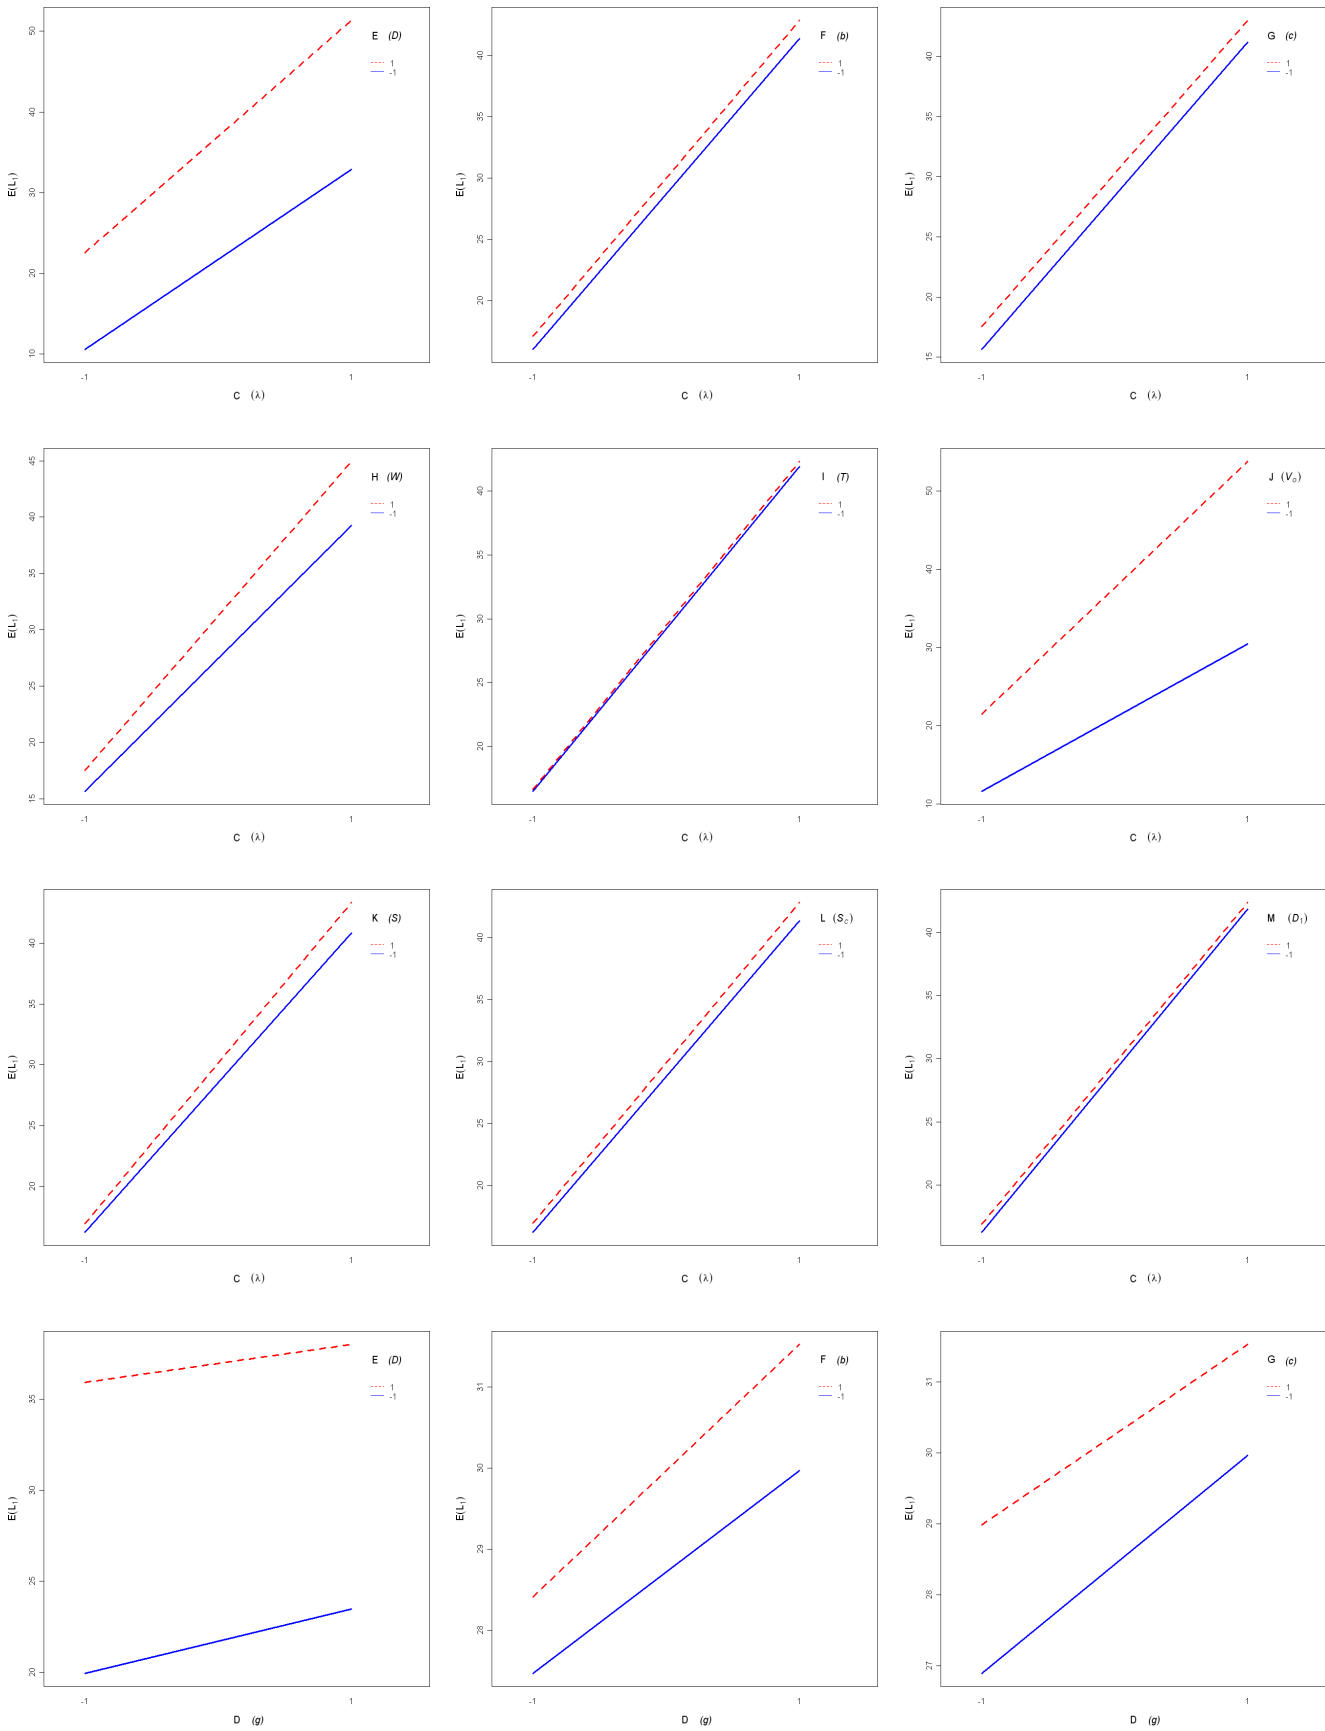 E (D)
1
-1
50
40
30
20
10
E(L1)
-1 1
C (λ)
F (b)
1
-1
40
35
30
25
20
E(L1)
-1 1
C (λ)
G (c)
1
-1
40
35
30
25
20
15
E(L1)
-1 1
C (λ)
H (W)
1
-1
45
40
35
30
25
20
15
E(L1)
-1 1
C (λ)
I (T)
1
-1
40
35
30
25
20
E(L1)
-1 1
C (λ)
J (Vo)
1
-1
50
40
30
20
10
E(L1)
-1 1
C (λ)
K (S)
1
-1
40
35
30
25
20
E(L1)
-1 1
C (λ)
L (Sc)
1
-1
40
35
30
25
20
E(L1)
-1 1
C (λ)
M (D1)
1
-1
40
35
30
25
20
E(L1)
-1 1
C (λ)
E (D)
1
-1
35
30
25
20
E(L1)
-1 1
D (g)
F (b)
1
-1
31
30
29
28
E(L1)
-1 1
D (g)
G (c)
1
-1
31
30
29
28
27
E(L1)
-1 1
D (g)